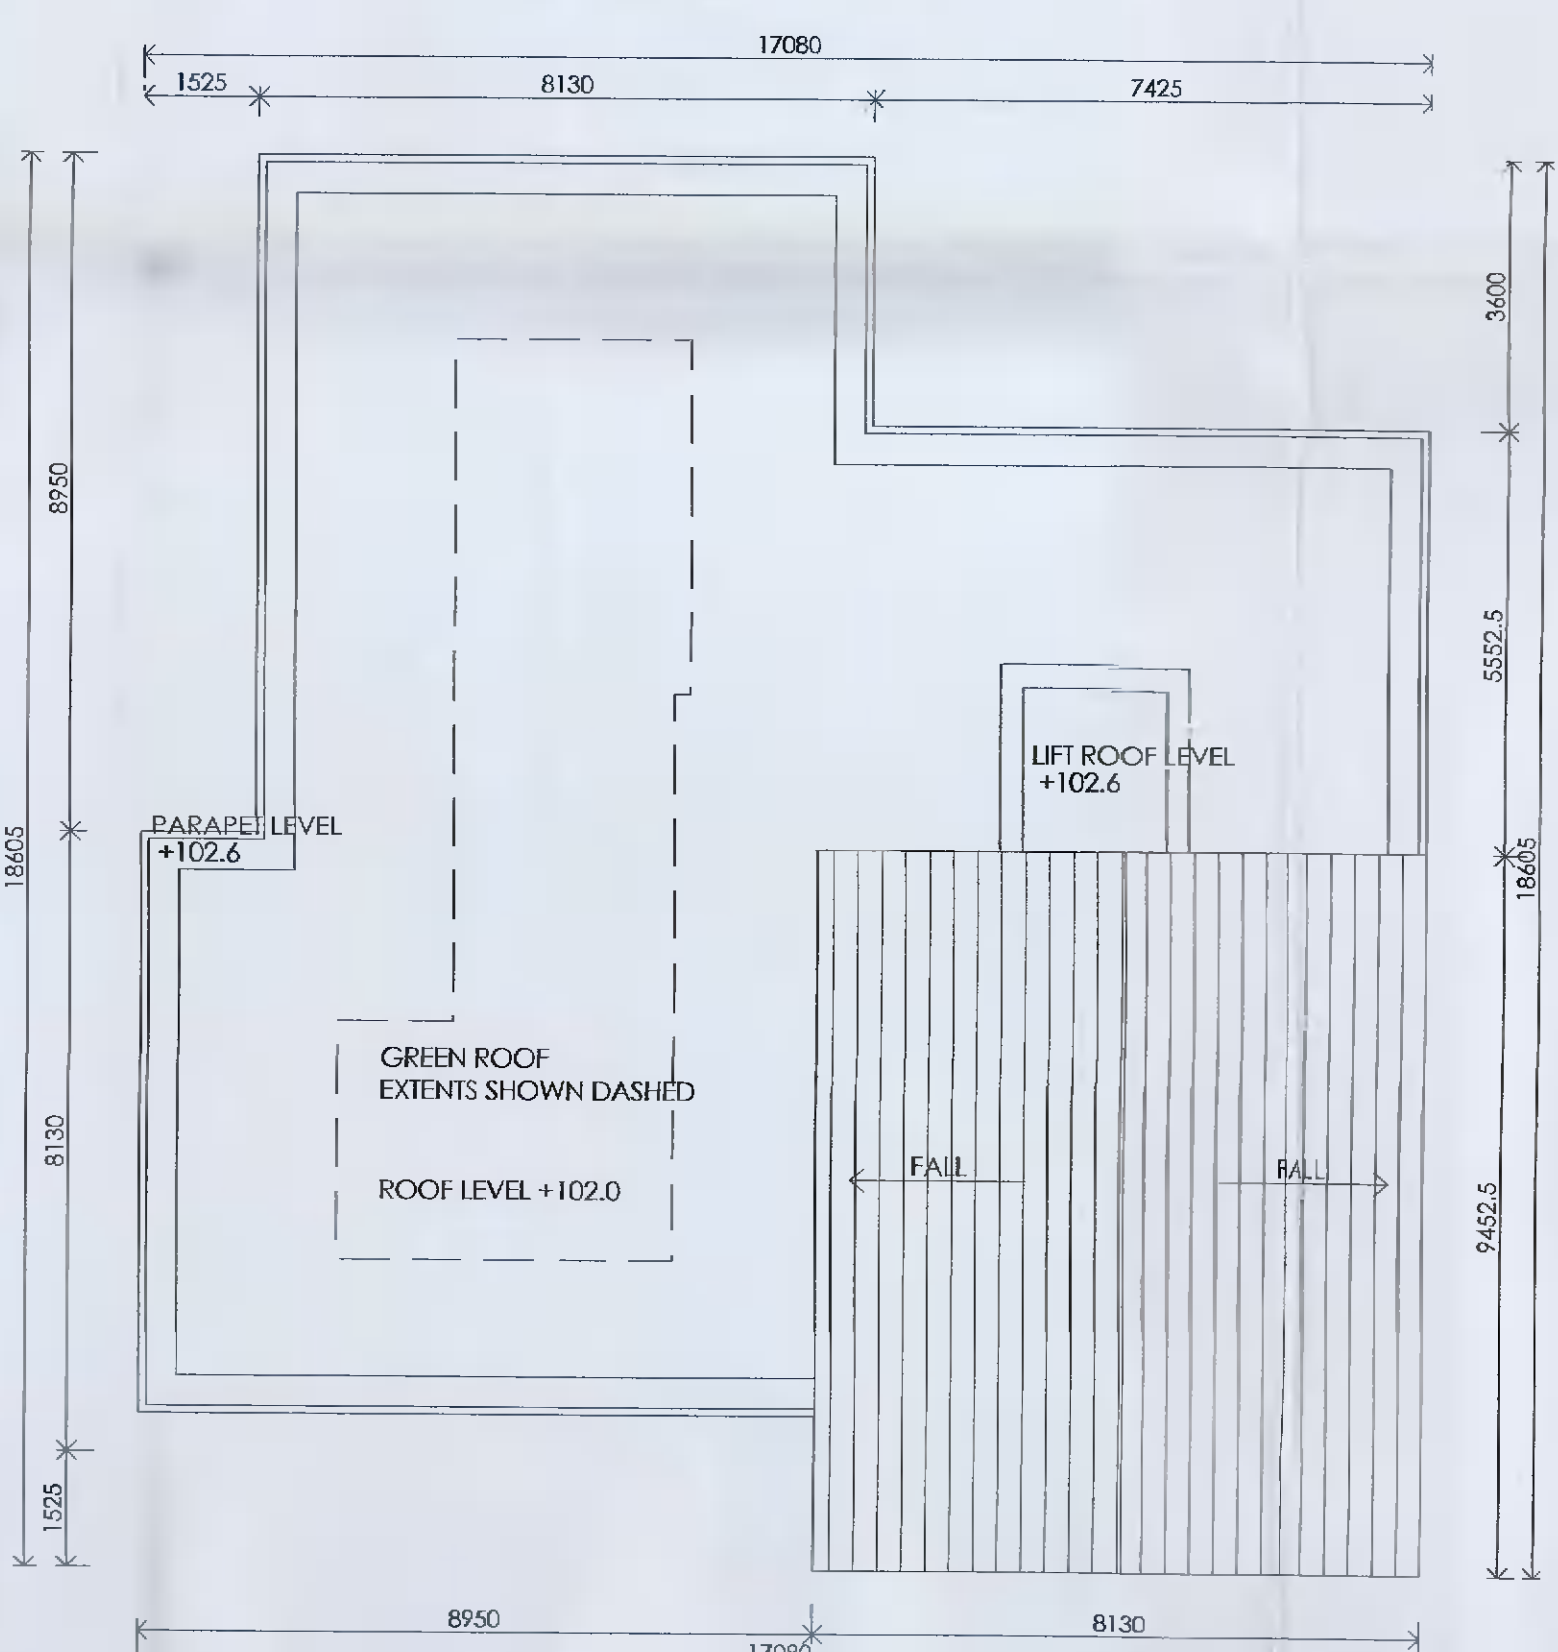 17080
1525
8130
7425
3600
8950
5552.5
LIFT ROOF LEVEL
+102.6
PARAPET LEVEL
+102.6
18605
18605
GREEN ROOF
EXTENTS SHOWN DASHED
8130
FALL
FALL
ROOF LEVEL +102.0
9452.5
1525
8950
8130
17080